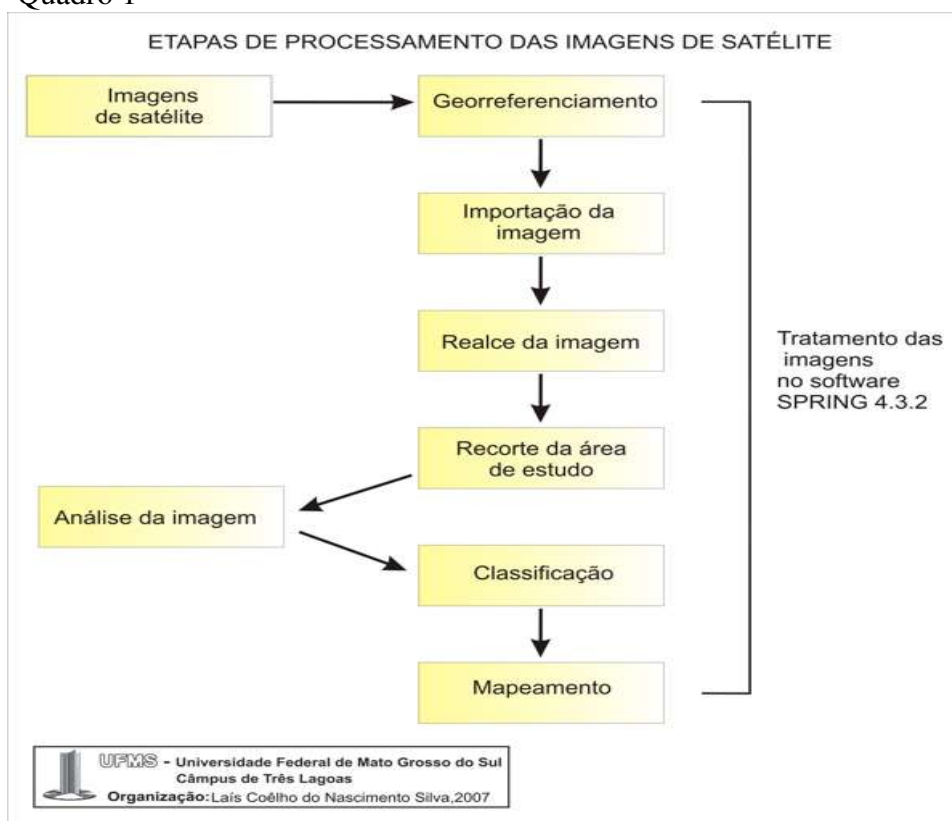 Quadro 1
ETAPAS DE PROCESSAMENTO DAS IMAGENS DE SATÉLITE
Imagens
de satélite
Georreferenciamento
Importação da
imagem
Realce da imagem
Recorte da área
de estudo
Análise da imagem
Classificação
Mapeamento
Tratamento das
imagens
no software
SPRING 4.3.2
UFMS - Universidade Federal de Mato Grosso do Sul
Câmpus de Três Lagoas
Organização: Laís Coêlho do Nascimento Silva,2007